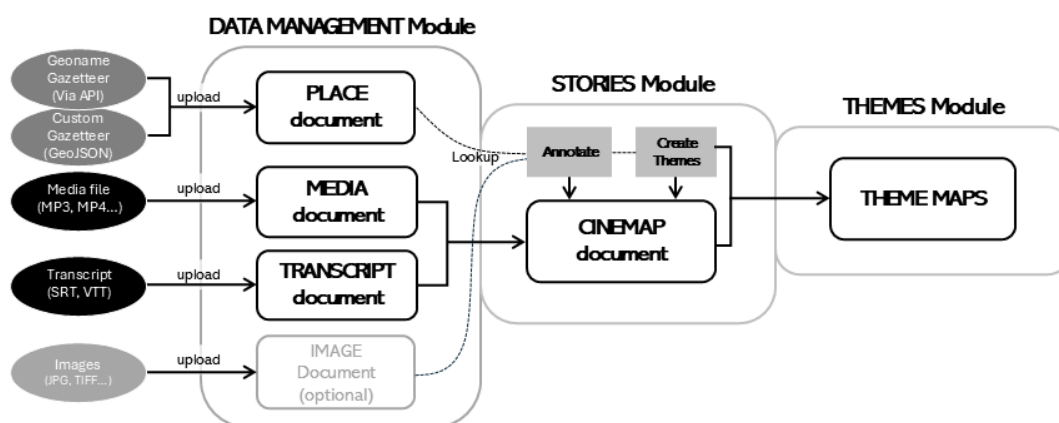 DATA MANAGEMENT Module
Geoname
Gazetteer
(Via API)
Custom
Gazetteer
(GeoJSON)
upload
PLACE
document
Media file
(MP3, MP4...)
upload
MEDIA
document
Transcript
(SRT, VTT)
upload
TRANSCRIPT
document
Images
(JPG, TIFF...)
upload
IMAGE
Document
(optional)
STORIES Module
Lookup
Annotate
Create
Themes
CINEMAP
document
THEMES Module
THEME MAPS